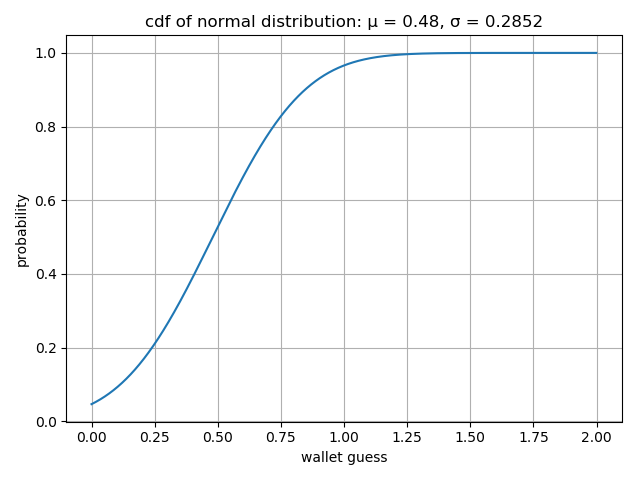 cdf of normal distribution: μ = 0.48, σ = 0.2852
1.0
0.8
0.6
0.4
0.2
0.0
probability
0.00 0.25 0.50 0.75 1.00 1.25 1.50 1.75 2.00
wallet guess